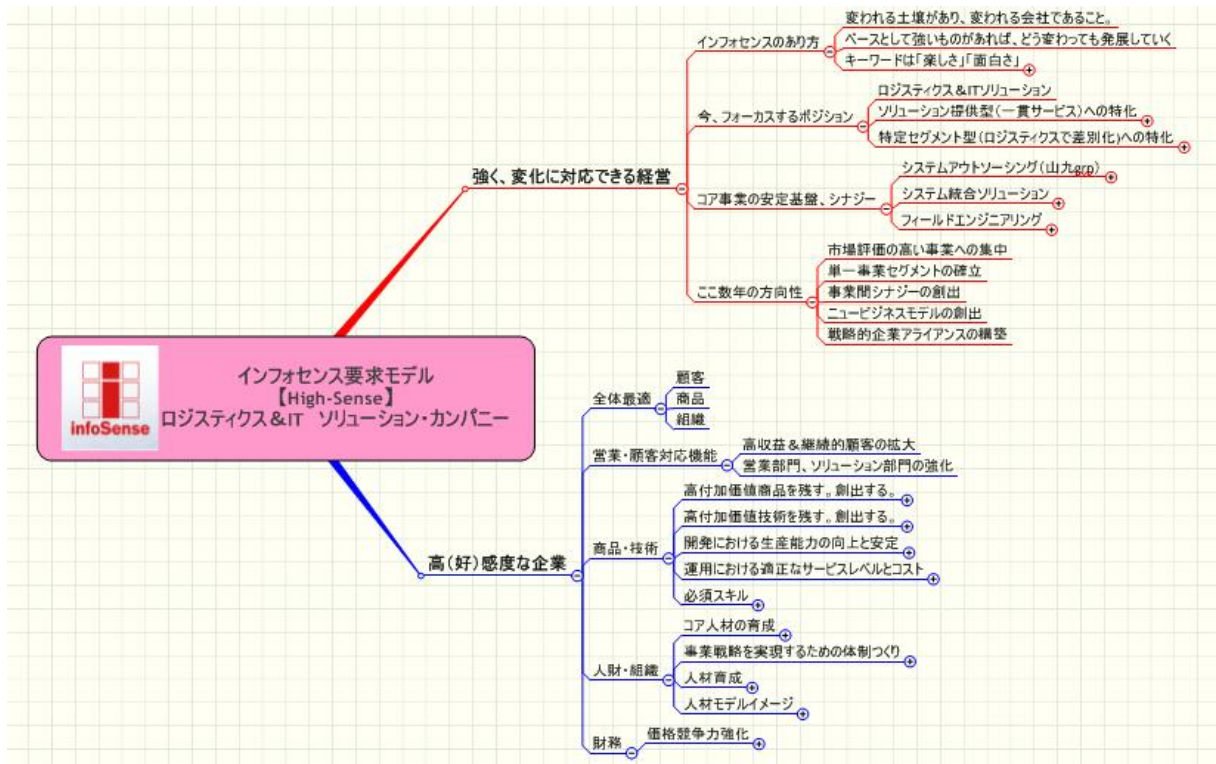 変われる土壌があり、変われる会社であること。
インフォセンスのあり方
ベースとして強いものがあれば、どう変わっても発展していく
キーワードは「楽しさ」「面白さ」
ロジスティクス&ITソリューション
今、フォーカスするポジション
ソリューション提供型(一貫サービス)への特化
特定セグメント型(ロジスティクスで差別化)への特化
強く、変化に対応できる経営
システムアウトソーシング(山九grp)
コア事業の安定基盤、シナジー
システム統合ソリューション
フィールドエンジニアリング
市場評価の高い事業への集中
単一事業セグメントの確立
ここ数年の方向性
事業間シナジーの創出
ニュービジネスモデルの創出
戦略的企業アライアンスの構築
infoSense
インフォセンス要求モデル
【High-Sense】
ロジスティクス&IT ソリューション・カンパニー
全体最適
顧客
商品
組織
営業・顧客対応機能
高収益&継続的顧客の拡大
営業部門、ソリューション部門の強化
高(好)感度な企業
商品・技術
高付加価値商品を残す。創出する。
高付加価値技術を残す。創出する。
開発における生産能力の向上と安定
運用における適正なサービスレベルとコスト
必須スキル
人財・組織
コア人材の育成
事業戦略を実現するための体制つくり
人材育成
人材モデルイメージ
財務
価格競争力強化